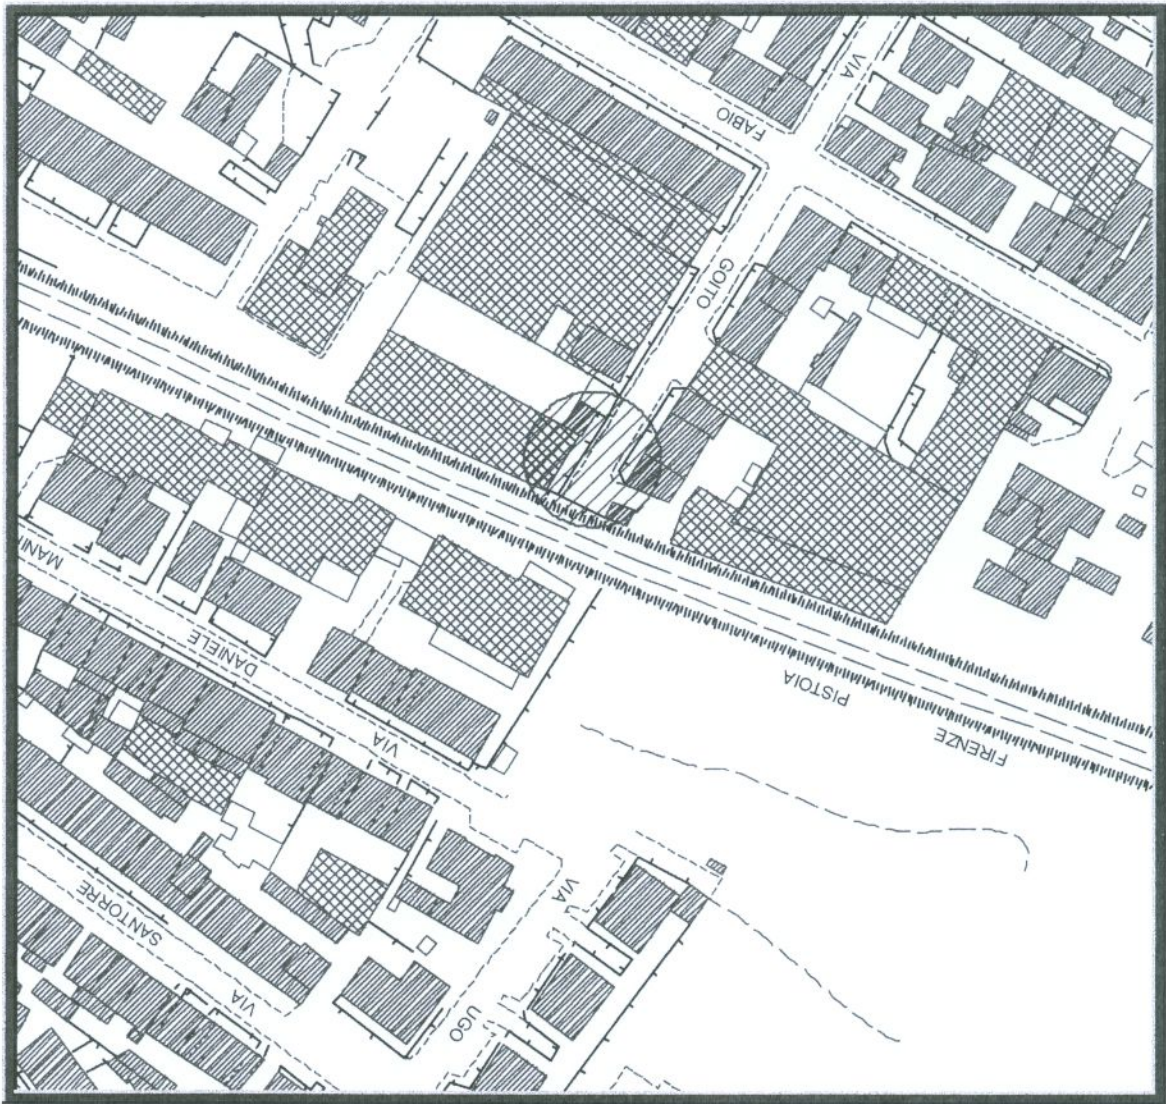 VIA
FABIO
GOITO
MANI
DANIELE
VIA
PISTOIA
FIRENZE
SANTORRE
VIA
VIA
UGO